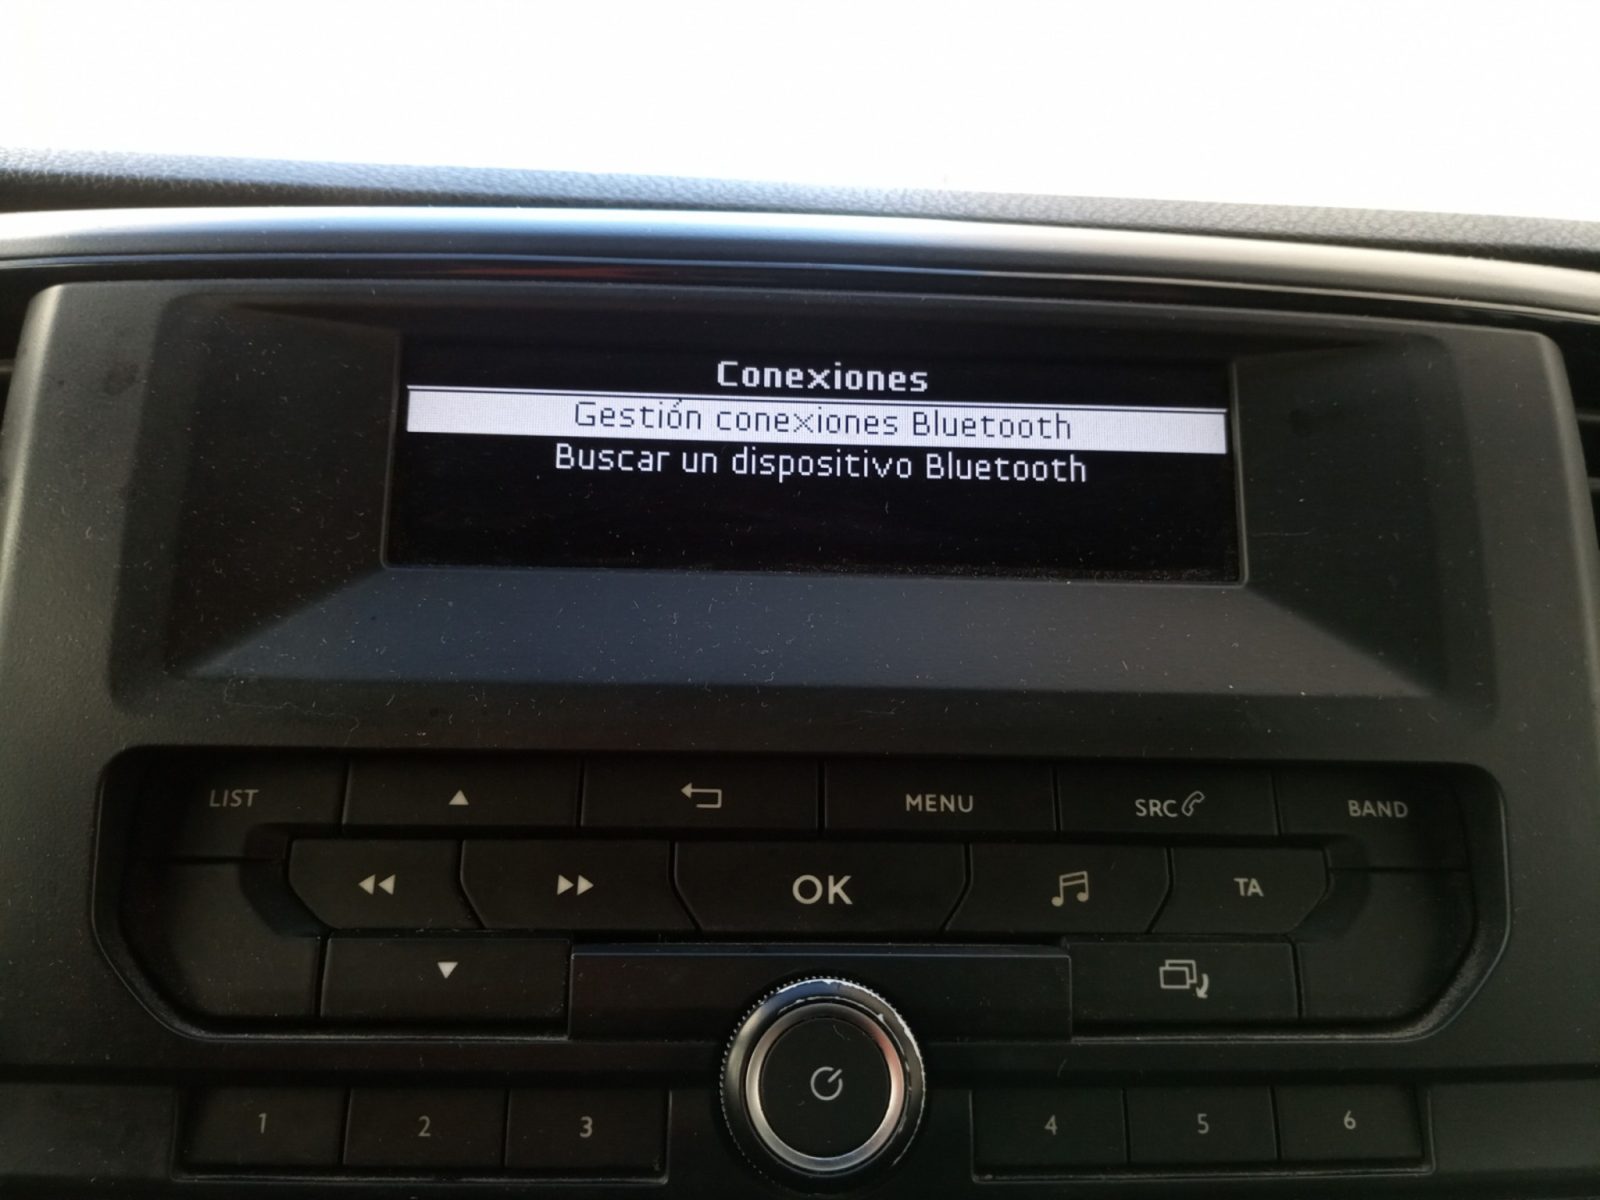 Conexiones
Gestión conexiones Bluetooth
Buscar un dispositivo Bluetooth
LIST
MENU
SRC
BAND
OK
TA
1
2
3
4
5
6